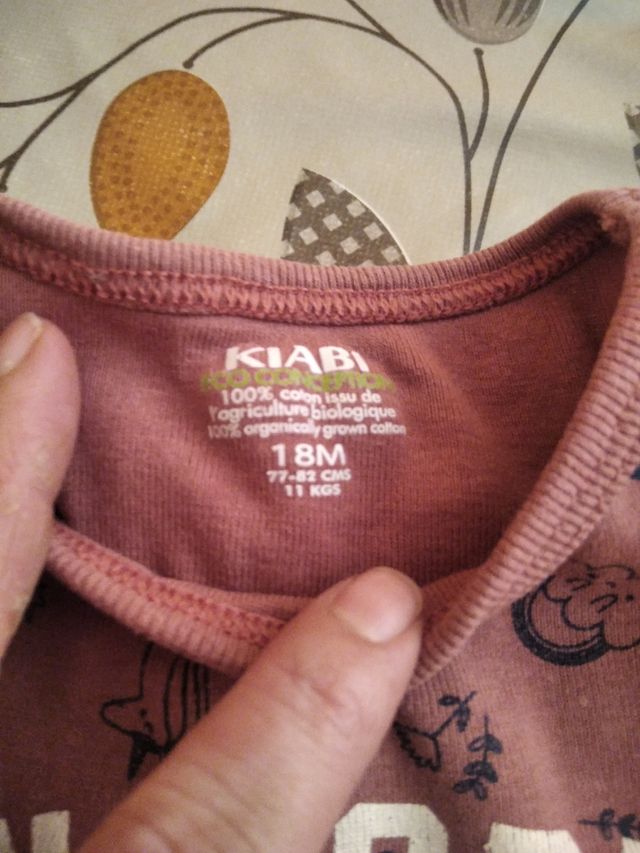 KIABI
ECO CONCEPTION
100% coton issu de
l'agriculture biologique
100% organically grown cotton
18M
77-82 CMS
11 KGS